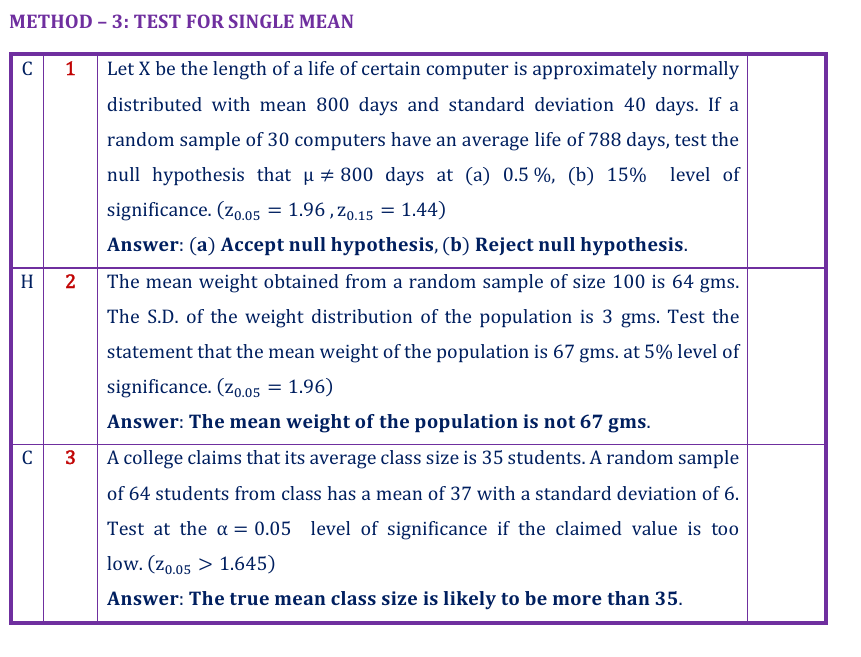 METHOD – 3: TEST FOR SINGLE MEAN
C 1 Let X be the length of a life of certain computer is approximately normally
distributed with mean 800 days and standard deviation 40 days. If a
random sample of 30 computers have an average life of 788 days, test the
null hypothesis that μ ≠ 800 days at (a) 0.5 %, (b) 15% level of
significance. (z₀.₀₅ = 1.96 , z₀.₁₅ = 1.44)
Answer: (a) Accept null hypothesis, (b) Reject null hypothesis.
H 2 The mean weight obtained from a random sample of size 100 is 64 gms.
The S.D. of the weight distribution of the population is 3 gms. Test the
statement that the mean weight of the population is 67 gms. at 5% level of
significance. (z₀.₀₅ = 1.96)
Answer: The mean weight of the population is not 67 gms.
C 3 A college claims that its average class size is 35 students. A random sample
of 64 students from class has a mean of 37 with a standard deviation of 6.
Test at the α = 0.05 level of significance if the claimed value is too
low. (z₀.₀₅ > 1.645)
Answer: The true mean class size is likely to be more than 35.